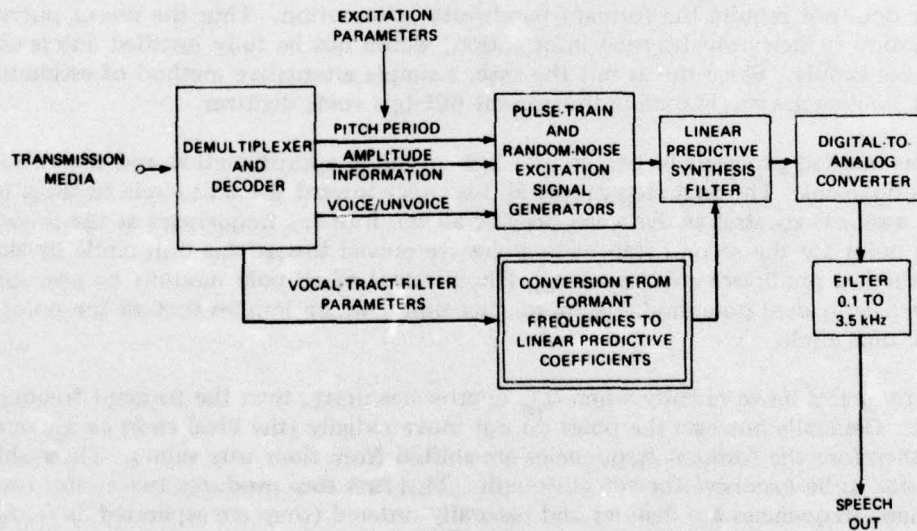 EXCITATION
PARAMETERS
TRANSMISSION
MEDIA
DEMULTIPLEXER
AND
DECODER
PITCH PERIOD
AMPLITUDE
INFORMATION
VOICE/UNVOICE
PULSE-TRAIN
AND
RANDOM-NOISE
EXCITATION
SIGNAL
GENERATORS
LINEAR
PREDICTIVE
SYNTHESIS
FILTER
DIGITAL-TO-
ANALOG
CONVERTER
VOCAL-TRACT FILTER
PARAMETERS
CONVERSION FROM
FORMANT
FREQUENCIES TO
LINEAR PREDICTIVE
COEFFICIENTS
FILTER
0.1 TO
3.5 kHz
SPEECH
OUT